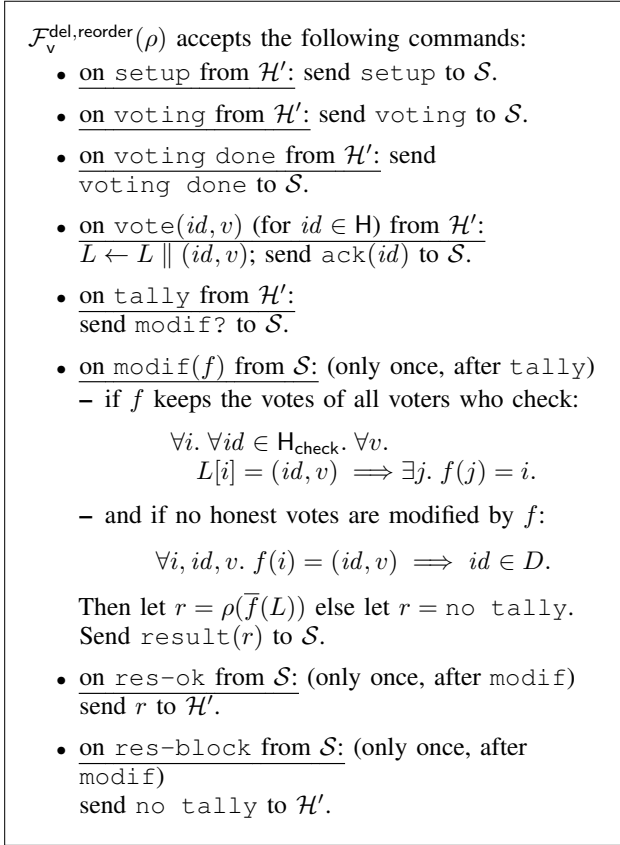 𝓕ᵥ^{del,reorder}(ρ) accepts the following commands:
• on setup from 𝓗′: send setup to 𝓢.
• on voting from 𝓗′: send voting to 𝓢.
• on voting done from 𝓗′: send
voting done to 𝓢.
• on vote(id, v) (for id ∈ H) from 𝓗′:
L ← L ∥ (id, v); send ack(id) to 𝓢.
• on tally from 𝓗′:
send modif? to 𝓢.
• on modif(f) from 𝓢: (only once, after tally)
– if f keeps the votes of all voters who check:
∀i. ∀id ∈ H_check. ∀v.
L[i] = (id, v) ⟹ ∃j. f(j) = i.
– and if no honest votes are modified by f:
∀i, id, v. f(i) = (id, v) ⟹ id ∈ D.
Then let r = ρ(f̅(L)) else let r = no tally.
Send result(r) to 𝓢.
• on res-ok from 𝓢: (only once, after modif)
send r to 𝓗′.
• on res-block from 𝓢: (only once, after
modif)
send no tally to 𝓗′.